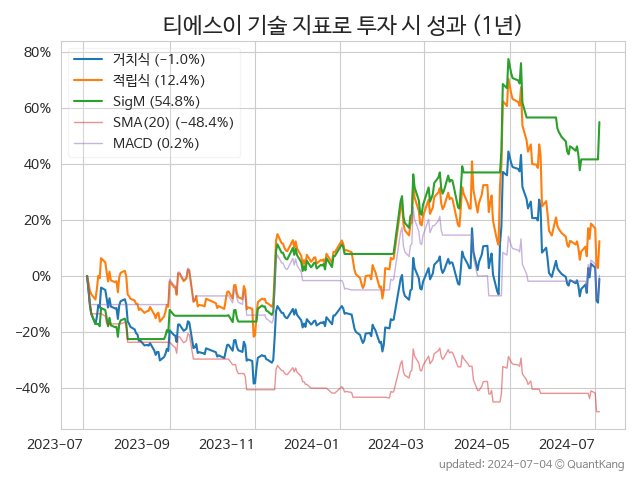 티에스이 기술 지표로 투자 시 성과 (1년)
거치식 (−1.0%)
적립식 (12.4%)
SigM (54.8%)
SMA(20) (−48.4%)
MACD (0.2%)
80%
60%
40%
20%
0%
−20%
−40%
2023-07 2023-09 2023-11 2024-01 2024-03 2024-05 2024-07
updated: 2024-07-04 © QuantKang